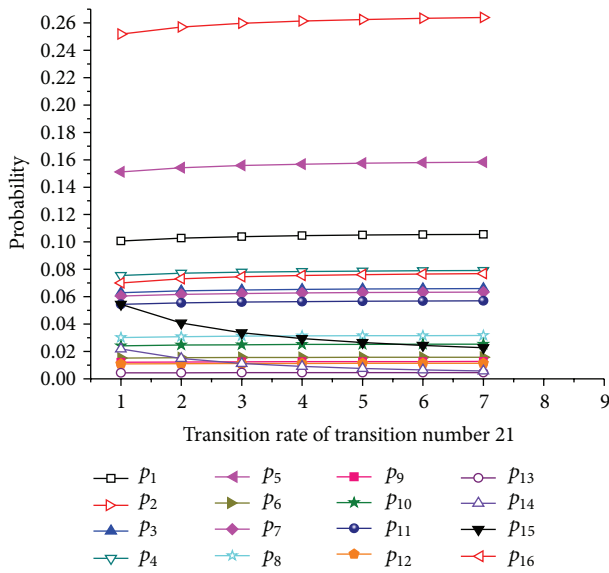 0.26
0.24
0.22
0.20
0.18
0.16
0.14
0.12
0.10
0.08
0.06
0.04
0.02
0.00
Probability
1 2 3 4 5 6 7 8 9
Transition rate of transition number 21
p1 p5 p9 p13
p2 p6 p10 p14
p3 p7 p11 p15
p4 p8 p12 p16